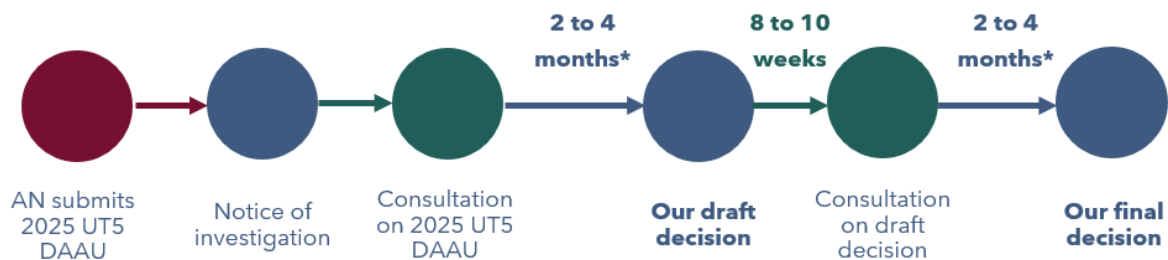 2 to 4
months*
8 to 10
weeks
2 to 4
months*
AN submits
2025 UT5
DAAU
Notice of
investigation
Consultation
on 2025 UT5
DAAU
Our draft
decision
Consultation
on draft
decision
Our final
decision